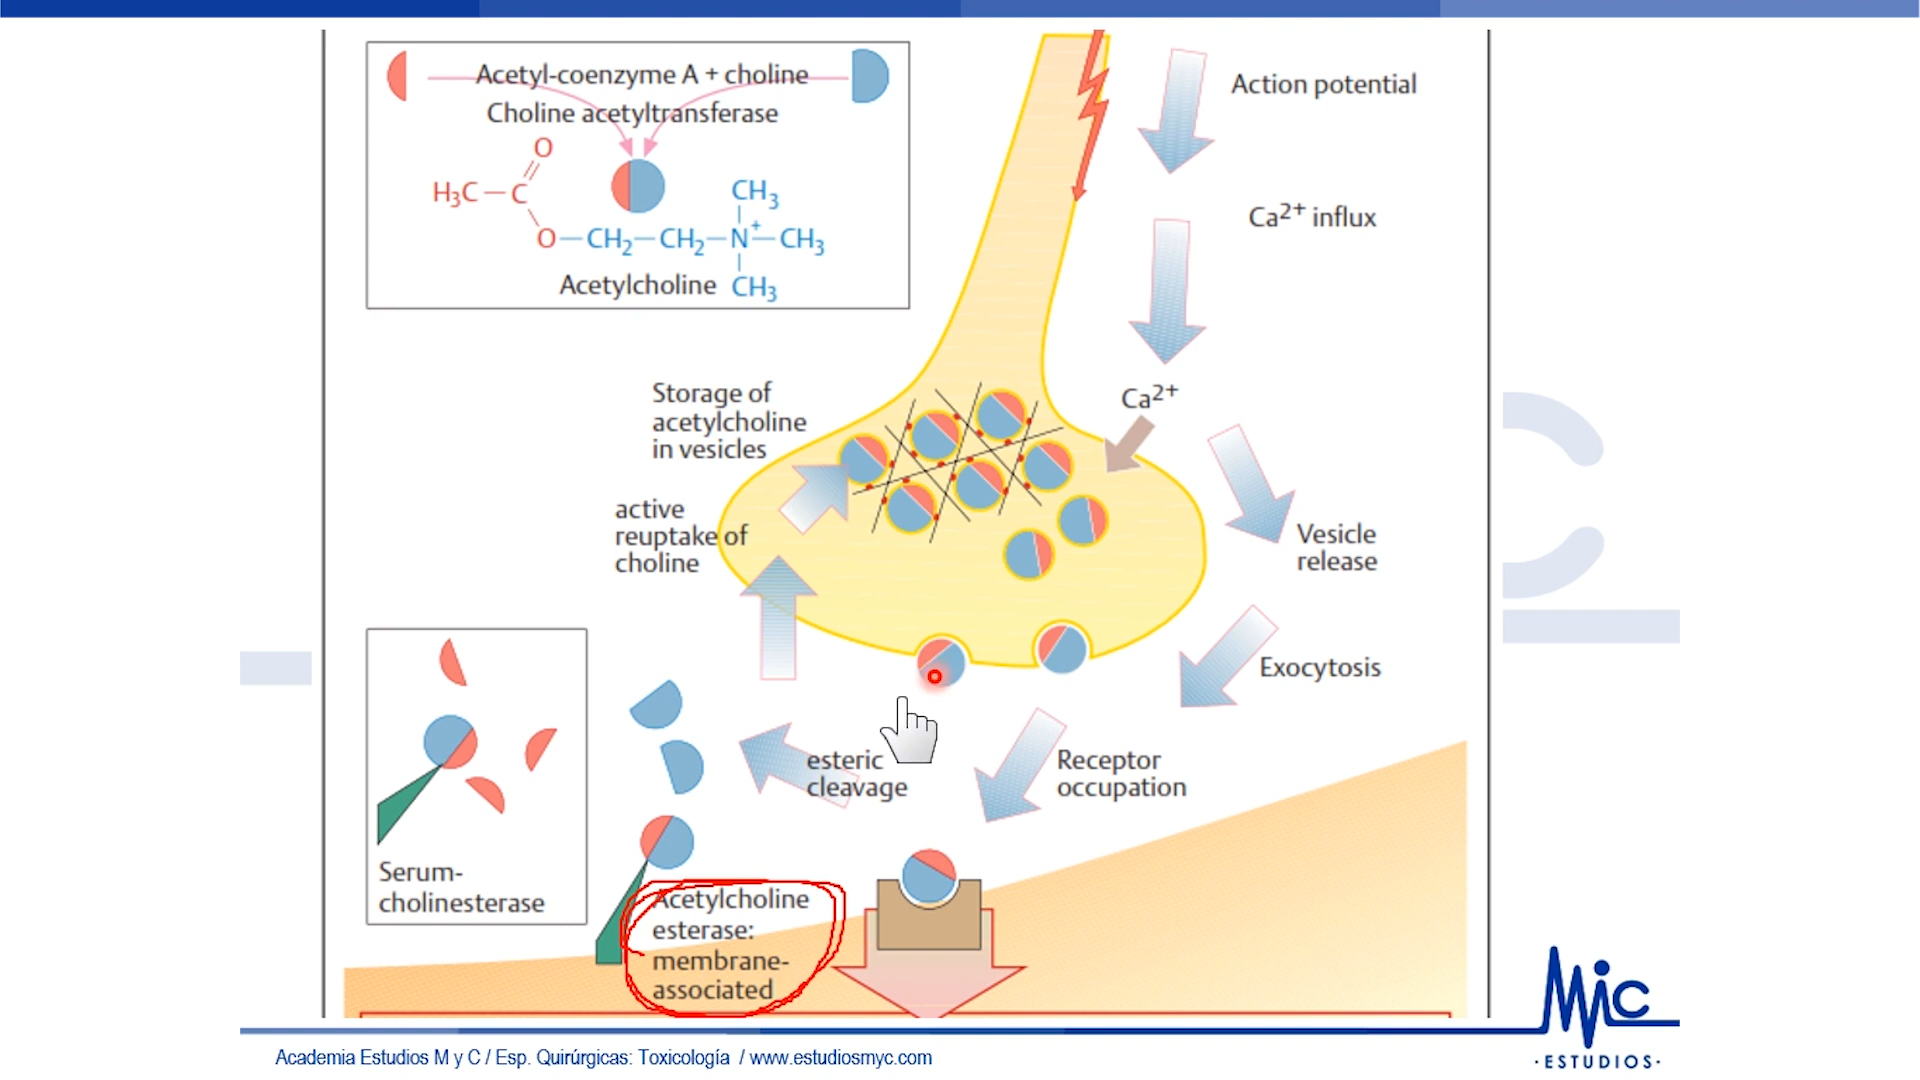 Acetyl-coenzyme A + choline
Choline acetyltransferase
O
H3C — C
CH3
O—CH2—CH2—N+—CH3
Acetylcholine CH3
Action potential
Ca2+ influx
Ca2+
Storage of
acetylcholine
in vesicles
active
reuptake of
choline
Vesicle
release
Exocytosis
esteric
cleavage
Receptor
occupation
Serum-
cholinesterase
Acetylcholine
esterase:
membrane-
associated
MiC
·ESTUDIOS·
Academia Estudios M y C / Esp. Quirúrgicas: Toxicología / www.estudiosmyc.com